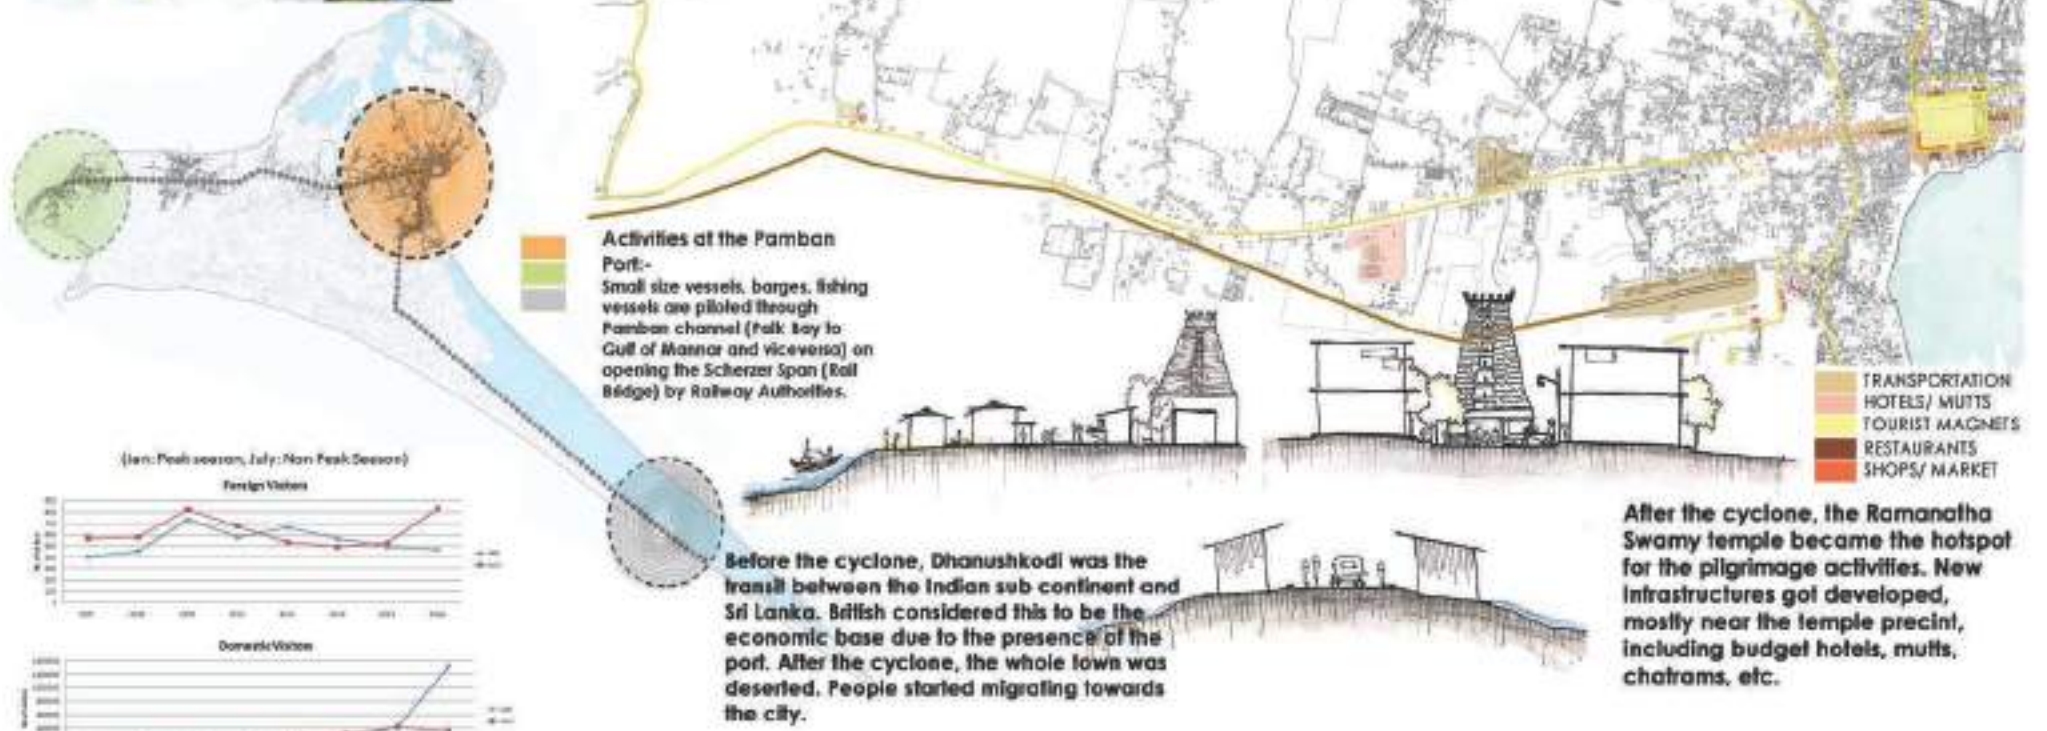 Activities at the Pamban
Port:-
Small size vessels, barges, fishing
vessels are piloted through
Pamban channel (Palk Bay to
Gulf of Mannar and viceversa) on
opening the Scherzer Span (Rail
Bridge) by Railway Authorities.
TRANSPORTATION
HOTELS/ MUTTS
TOURIST MAGNETS
RESTAURANTS
SHOPS/ MARKET
(Jan: Peak season, July: Non Peak Season)
Foreign Visitors
Domestic Visitors
Before the cyclone, Dhanushkodi was the
transit between the Indian sub continent and
Sri Lanka. British considered this to be the
economic base due to the presence of the
port. After the cyclone, the whole town was
deserted. People started migrating towards
the city.
After the cyclone, the Ramanatha
Swamy temple became the hotspot
for the pilgrimage activities. New
infrastructures got developed,
mostly near the temple precint,
including budget hotels, mutts,
chatrams, etc.